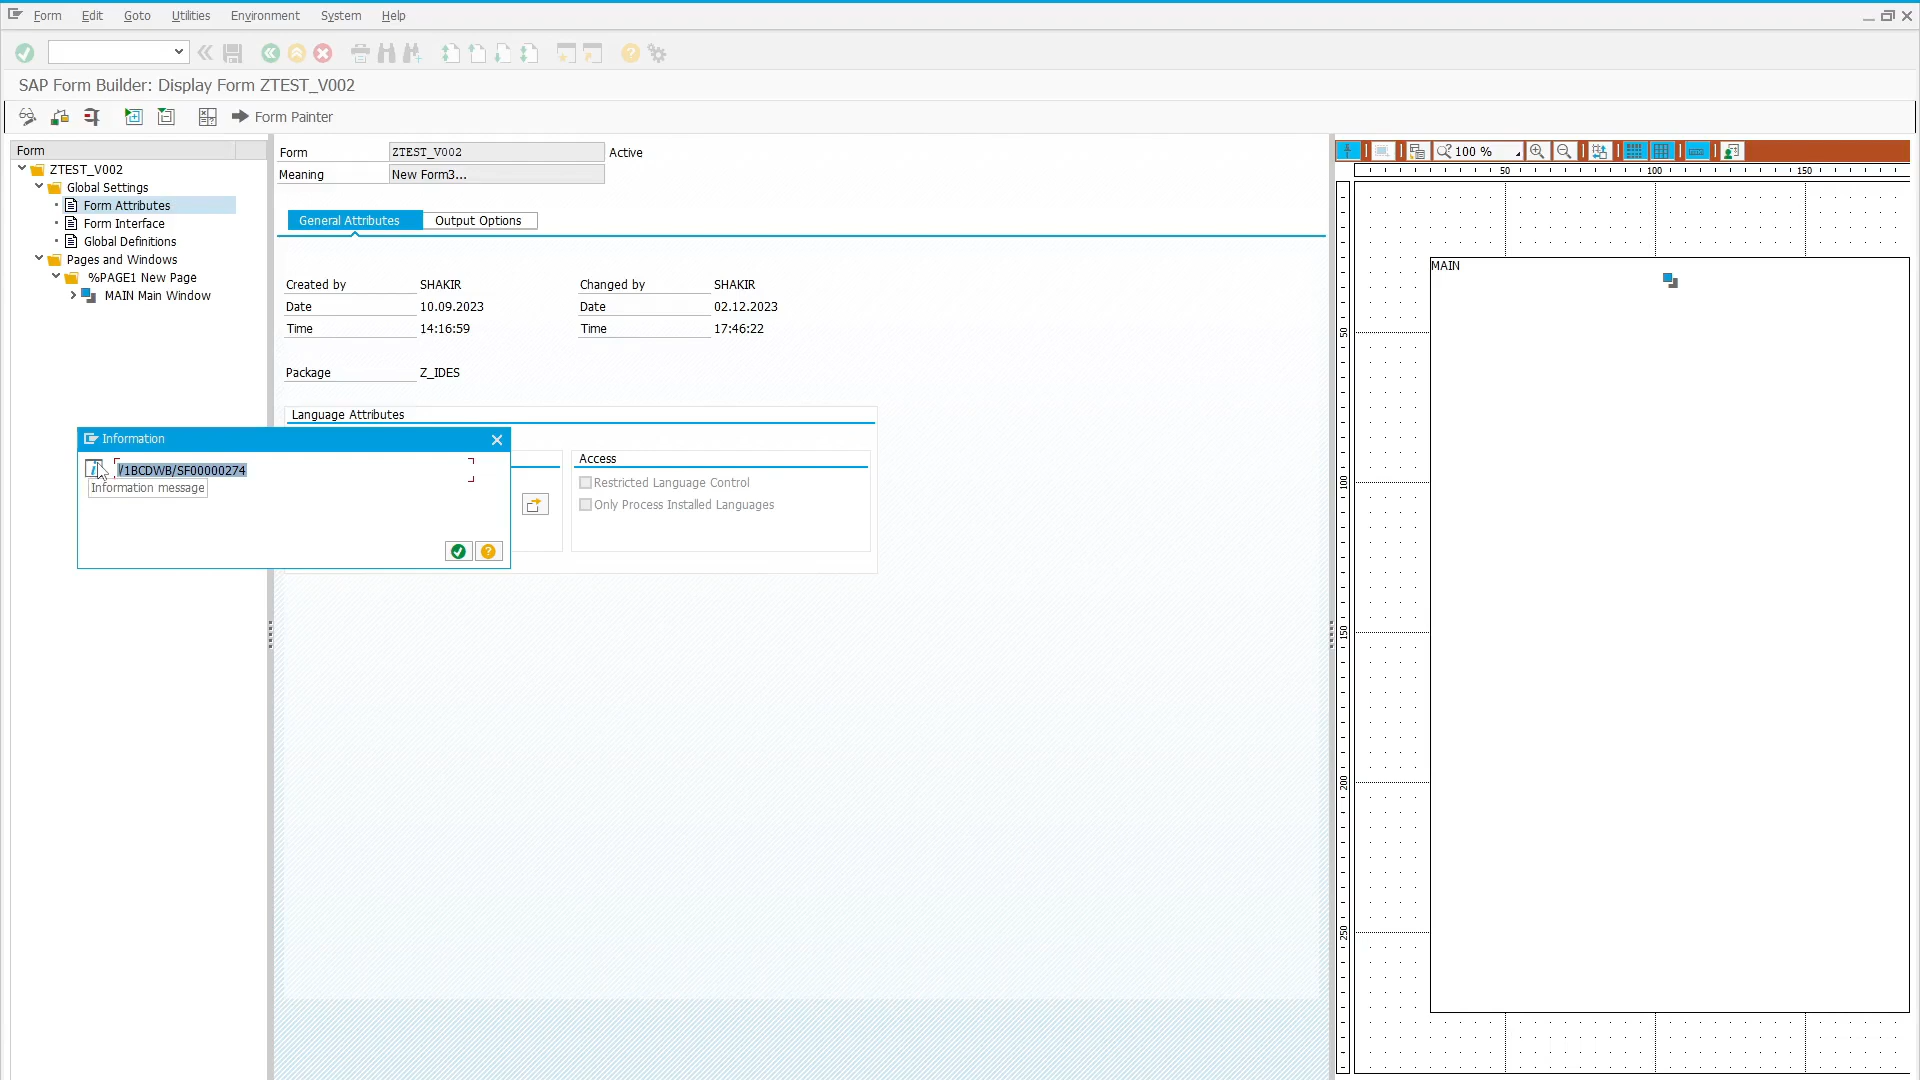 Form Edit Goto Utilities Environment System Help
SAP Form Builder: Display Form ZTEST_V002
Form Painter
Form
ZTEST_V002
Global Settings
Form Attributes
Form Interface
Global Definitions
Pages and Windows
%PAGE1 New Page
MAIN Main Window
Form ZTEST_V002 Active
Meaning New Form3...
General Attributes Output Options
Created by SHAKIR Changed by SHAKIR
Date 10.09.2023 Date 02.12.2023
Time 14:16:59 Time 17:46:22
Package Z_IDES
Language Attributes
Information
/1BCDWB/SF00000274
Information message
Access
Restricted Language Control
Only Process Installed Languages
100 %
50 100 150
MAIN
50
100
150
200
250